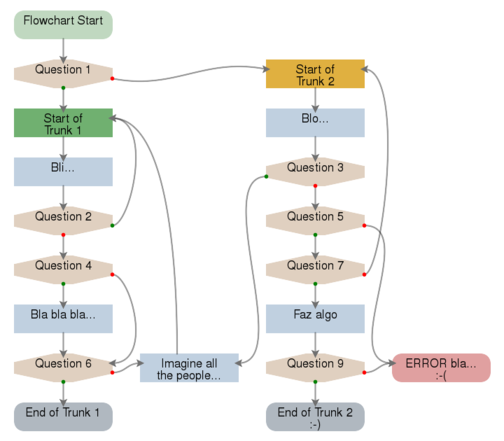 Flowchart Start
Question 1
Start of
Trunk 1
Bli...
Question 2
Question 4
Bla bla bla...
Question 6
End of Trunk 1
Imagine all
the people...
Start of
Trunk 2
Blo...
Question 3
Question 5
Question 7
Faz algo
Question 9
End of Trunk 2
:-)
ERROR bla...
:-(